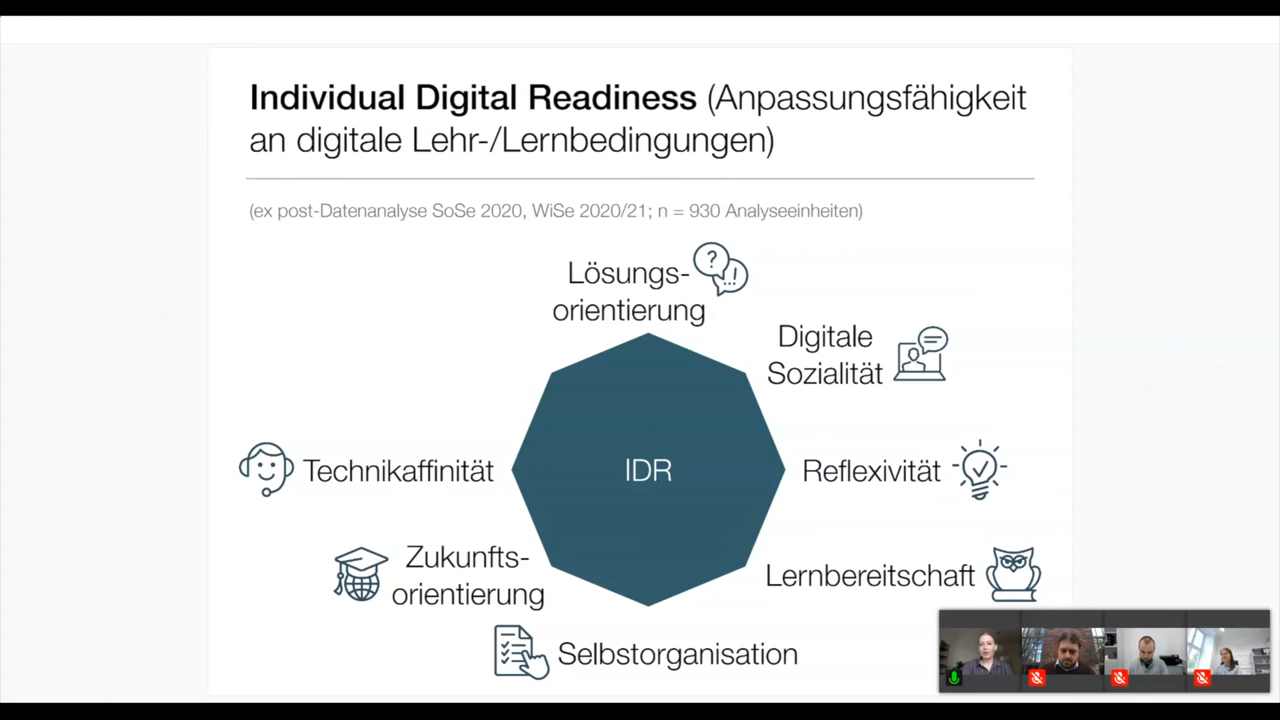 Individual Digital Readiness (Anpassungsfähigkeit
an digitale Lehr-/Lernbedingungen)
(ex post-Datenanalyse SoSe 2020, WiSe 2020/21; n = 930 Analyseeinheiten)
Lösungs-
orientierung
? ...!
Digitale
Sozialität
Technikaffinität
IDR
Reflexivität
Zukunfts-
orientierung
Lernbereitschaft
Selbstorganisation